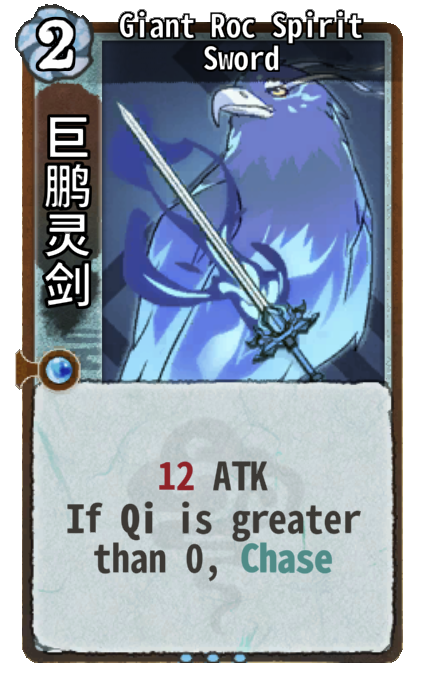 2
Giant Roc Spirit
Sword
巨鹏灵剑
12 ATK
If Qi is greater
than 0, Chase